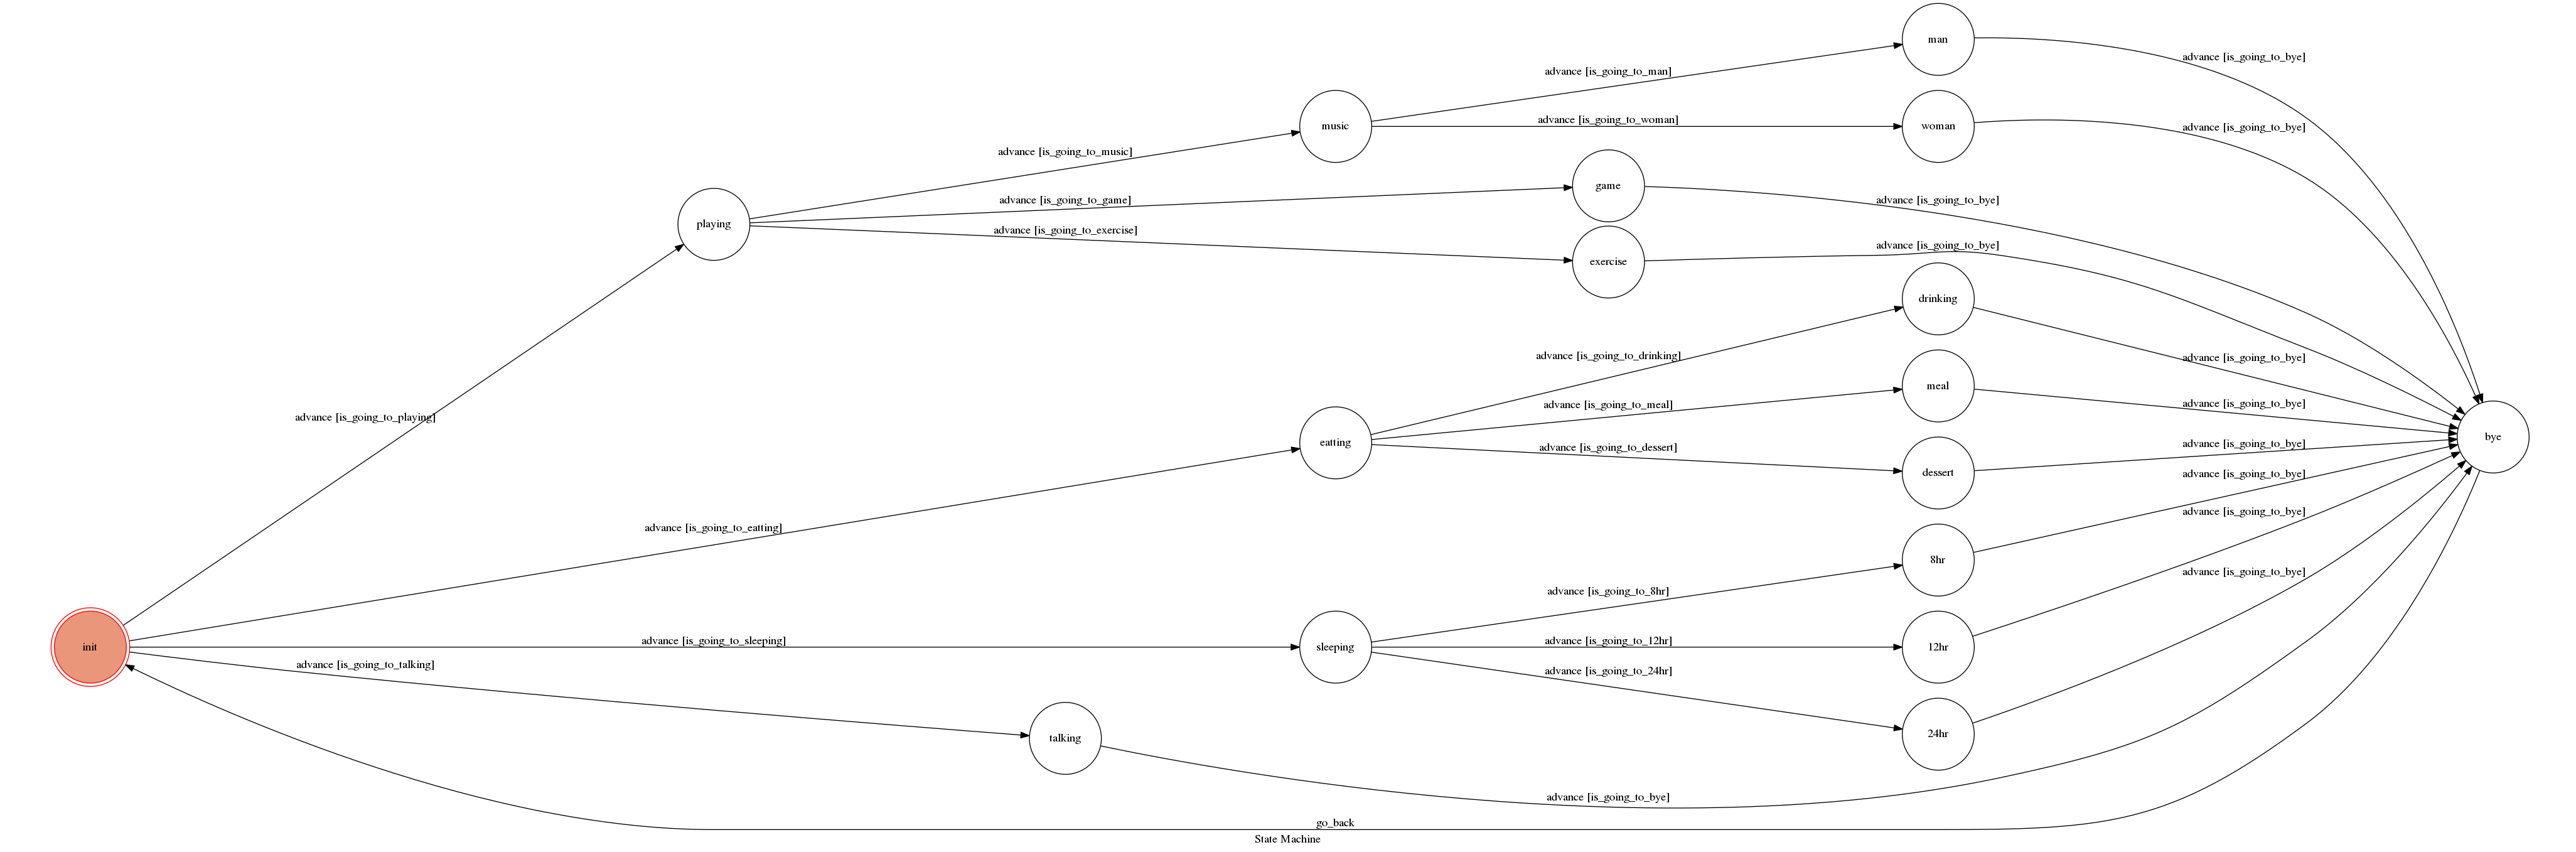 man
advance [is_going_to_bye]
advance [is_going_to_man]
music
advance [is_going_to_woman]
woman
advance [is_going_to_bye]
advance [is_going_to_music]
game
advance [is_going_to_game]
advance [is_going_to_bye]
playing
advance [is_going_to_exercise]
advance [is_going_to_bye]
exercise
drinking
advance [is_going_to_drinking]
advance [is_going_to_bye]
meal
advance [is_going_to_meal]
advance [is_going_to_bye]
advance [is_going_to_playing]
eatting
advance [is_going_to_dessert]
advance [is_going_to_bye]
bye
dessert
advance [is_going_to_bye]
advance [is_going_to_eatting]
advance [is_going_to_bye]
8hr
advance [is_going_to_8hr]
advance [is_going_to_bye]
init
advance [is_going_to_sleeping]
sleeping
advance [is_going_to_12hr]
12hr
advance [is_going_to_talking]
advance [is_going_to_24hr]
talking
24hr
advance [is_going_to_bye]
go_back
State Machine